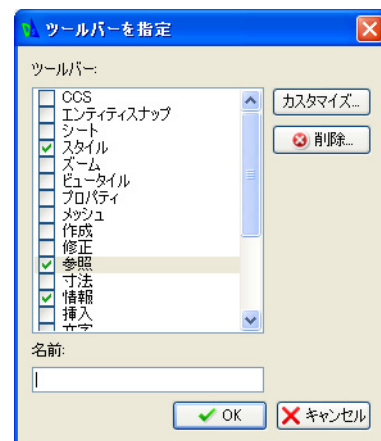 ツールバーを指定
ツールバー:
CCS
エンティティスナップ
シート
スタイル
ズーム
ビュータイル
プロパティ
メッシュ
作成
修正
参照
寸法
情報
挿入
文字
カスタマイズ...
削除...
名前:
OK
キャンセル